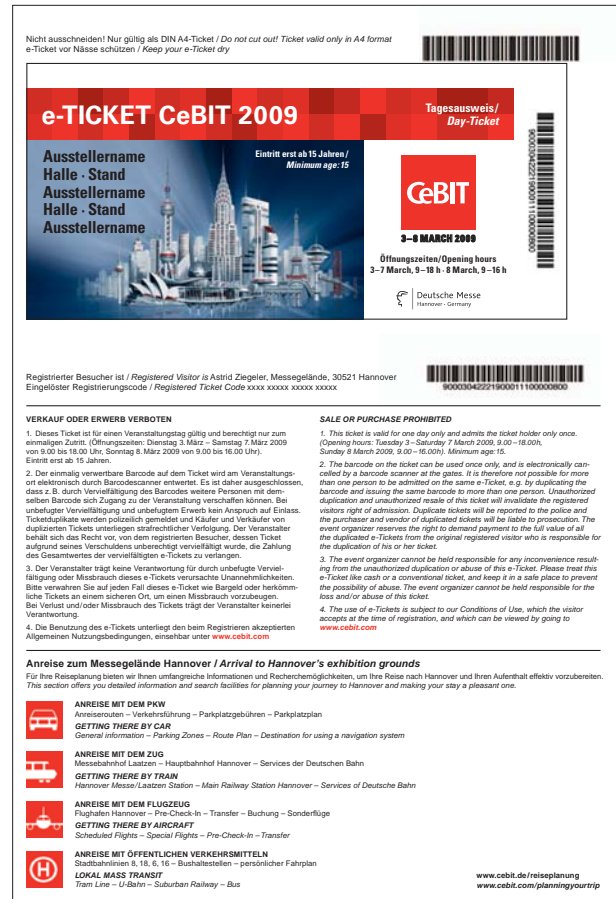 Nicht ausschneiden! Nur gültig als DIN A4-Ticket / Do not cut out! Ticket valid only in A4 format
e-Ticket vor Nässe schützen / Keep your e-Ticket dry
e-TICKET CeBIT 2009
Tagesausweis/
Day-Ticket
Ausstellername
Halle · Stand
Ausstellername
Halle · Stand
Ausstellername
Eintritt erst ab 15 Jahren /
Minimum age: 15
CeBIT
3–8 MARCH 2009
Öffnungszeiten/Opening hours
3–7 March, 9–18 h · 8 March, 9–16 h
Deutsche Messe
Hannover · Germany
9000304222190001110000800
Registrierter Besucher ist / Registered Visitor is Astrid Ziegeler, Messegelände, 30521 Hannover
Eingelöster Registrierungscode / Registered Ticket Code xxxx xxxxx xxxxx xxxxx
9000304222190001110000800
VERKAUF ODER ERWERB VERBOTEN
1. Dieses Ticket ist für einen Veranstaltungstag gültig und berechtigt nur zum
einmaligen Zutritt. (Öffnungszeiten: Dienstag 3. März – Samstag 7. März 2009
von 9.00 bis 18.00 Uhr, Sonntag 8. März 2009 von 9.00 bis 16.00 Uhr).
Eintritt erst ab 15 Jahren.
2. Der einmalig verwertbare Barcode auf dem Ticket wird am Veranstaltungs-
ort elektronisch durch Barcodescanner entwertet. Es ist daher ausgeschlossen,
dass z. B. durch Vervielfältigung des Barcodes weitere Personen mit dem-
selben Barcode sich Zugang zu der Veranstaltung verschaffen können. Bei
unbefugter Vervielfältigung und unbefugtem Erwerb kein Anspruch auf Einlass.
Ticketduplikate werden polizeilich gemeldet und Käufer und Verkäufer von
duplizierten Tickets unterliegen strafrechtlicher Verfolgung. Der Veranstalter
behält sich das Recht vor, von dem registrierten Besucher, dessen Ticket
aufgrund seines Verschuldens unberechtigt vervielfältigt wurde, die Zahlung
des Gesamtwertes der vervielfältigten e-Tickets zu verlangen.
3. Der Veranstalter trägt keine Verantwortung für durch unbefugte Verviel-
fältigung oder Missbrauch dieses e-Tickets verursachte Unannehmlichkeiten.
Bitte verwahren Sie auf jeden Fall dieses e-Ticket wie Bargeld oder herkömm-
liche Tickets an einem sicheren Ort, um einen Missbrauch vorzubeugen.
Bei Verlust und/oder Missbrauch des Tickets trägt der Veranstalter keinerlei
Verantwortung.
4. Die Benutzung des e-Tickets unterliegt den beim Registrieren akzeptierten
Allgemeinen Nutzungsbedingungen, einsehbar unter www.cebit.com
SALE OR PURCHASE PROHIBITED
1. This ticket is valid for one day only and admits the ticket holder only once.
(Opening hours: Tuesday 3 – Saturday 7 March 2009, 9.00–18.00h,
Sunday 8 March 2009, 9.00–16.00h). Minimum age: 15.
2. The barcode on the ticket can be used once only, and is electronically can-
celled by a barcode scanner at the gates. It is therefore not possible for more
than one person to be admitted on the same e-Ticket, e.g. by duplicating the
barcode and issuing the same barcode to more than one person. Unauthorized
duplication and unauthorized resale of this ticket will invalidate the registered
visitors right of admission. Duplicate tickets will be reported to the police and
the purchaser and vendor of duplicated tickets will be liable to prosecution. The
event organizer reserves the right to demand payment to the full value of all
the duplicated e-Tickets from the original registered visitor who is responsible for
the duplication of his or her ticket.
3. The event organizer cannot be held responsible for any inconvenience result-
ing from the unauthorized duplication or abuse of this e-Ticket. Please treat this
e-Ticket like cash or a conventional ticket, and keep it in a safe place to prevent
the possibility of abuse. The event organizer cannot be held responsible for the
loss and/or abuse of this ticket.
4. The use of e-Tickets is subject to our Conditions of Use, which the visitor
accepts at the time of registration, and which can be viewed by going to
www.cebit.com
Anreise zum Messegelände Hannover / Arrival to Hannover's exhibition grounds
Für Ihre Reiseplanung bieten wir Ihnen umfangreiche Informationen und Recherchemöglichkeiten, um Ihre Reise nach Hannover und Ihren Aufenthalt effektiv vorzubereiten.
This section offers you detailed information and search facilities for planning your journey to Hannover and making your stay a pleasant one.
ANREISE MIT DEM PKW
Anreiserouten – Verkehrsführung – Parkplatzgebühren – Parkplatzplan
GETTING THERE BY CAR
General information – Parking Zones – Route Plan – Destination for using a navigation system
ANREISE MIT DEM ZUG
Messebahnhof Laatzen – Hauptbahnhof Hannover – Services der Deutschen Bahn
GETTING THERE BY TRAIN
Hannover Messe/Laatzen Station – Main Railway Station Hannover – Services of Deutsche Bahn
ANREISE MIT DEM FLUGZEUG
Flughafen Hannover – Pre-Check-In – Transfer – Buchung – Sonderflüge
GETTING THERE BY AIRCRAFT
Scheduled Flights – Special Flights – Pre-Check-In – Transfer
H
ANREISE MIT ÖFFENTLICHEN VERKEHRSMITTELN
Stadtbahnlinien 8, 18, 6, 16 – Bushaltestellen – persönlicher Fahrplan
LOKAL MASS TRANSIT
Tram Line – U-Bahn – Suburban Railway – Bus
www.cebit.de/reiseplanung
www.cebit.com/planningyourtrip